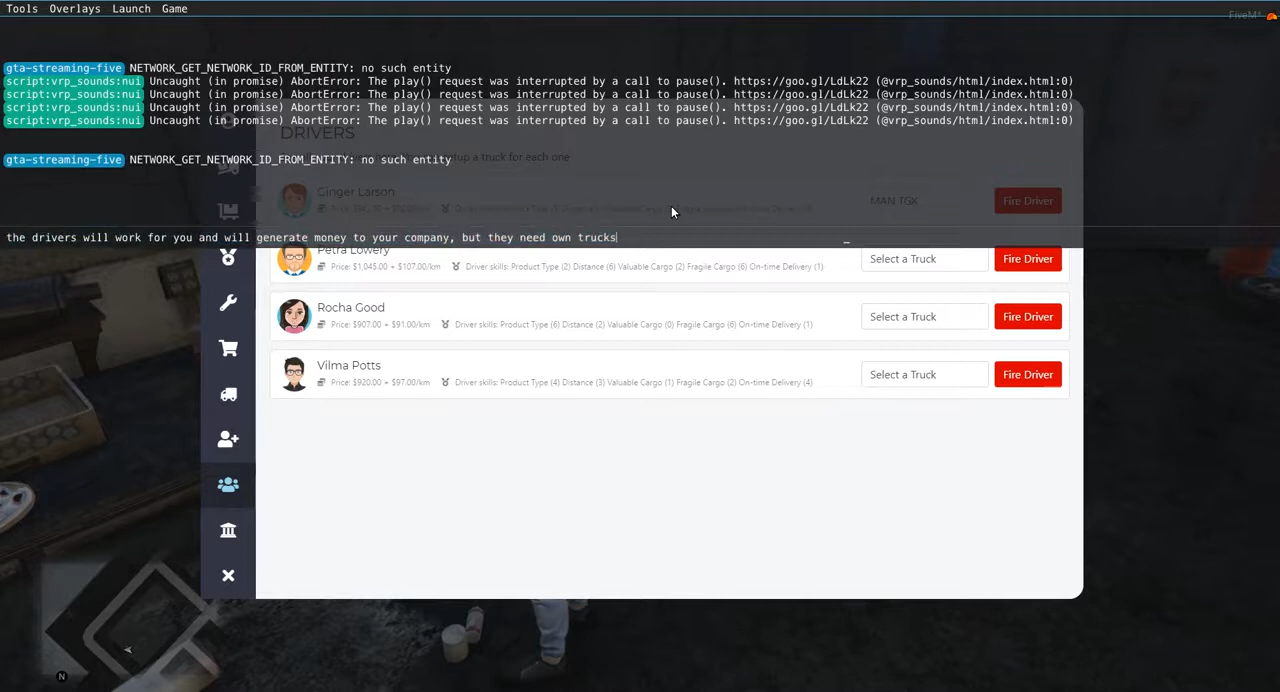 Tools Overlays Launch Game
FiveM*
gta-streaming-five NETWORK_GET_NETWORK_ID_FROM_ENTITY: no such entity
script:vrp_sounds:nui Uncaught (in promise) AbortError: The play() request was interrupted by a call to pause(). https://goo.gl/LdLk22 (@vrp_sounds/html/index.html:0)
script:vrp_sounds:nui Uncaught (in promise) AbortError: The play() request was interrupted by a call to pause(). https://goo.gl/LdLk22 (@vrp_sounds/html/index.html:0)
script:vrp_sounds:nui Uncaught (in promise) AbortError: The play() request was interrupted by a call to pause(). https://goo.gl/LdLk22 (@vrp_sounds/html/index.html:0)
script:vrp_sounds:nui Uncaught (in promise) AbortError: The play() request was interrupted by a call to pause(). https://goo.gl/LdLk22 (@vrp_sounds/html/index.html:0)
DRIVERS
gta-streaming-five NETWORK_GET_NETWORK_ID_FROM_ENTITY: no such entity
setup a truck for each one
Ginger Larson
MAN TGX Fire Driver
the drivers will work for you and will generate money to your company, but they need own trucks
Petra Lowery
Price: $1,045.00 + $107.00/km Driver skills: Product Type (2) Distance (6) Valuable Cargo (2) Fragile Cargo (6) On-time Delivery (1)
Select a Truck Fire Driver
Rocha Good
Price: $907.00 + $91.00/km Driver skills: Product Type (6) Distance (2) Valuable Cargo (0) Fragile Cargo (6) On-time Delivery (1)
Select a Truck Fire Driver
Vilma Potts
Price: $920.00 + $97.00/km Driver skills: Product Type (4) Distance (3) Valuable Cargo (1) Fragile Cargo (2) On-time Delivery (4)
Select a Truck Fire Driver
N